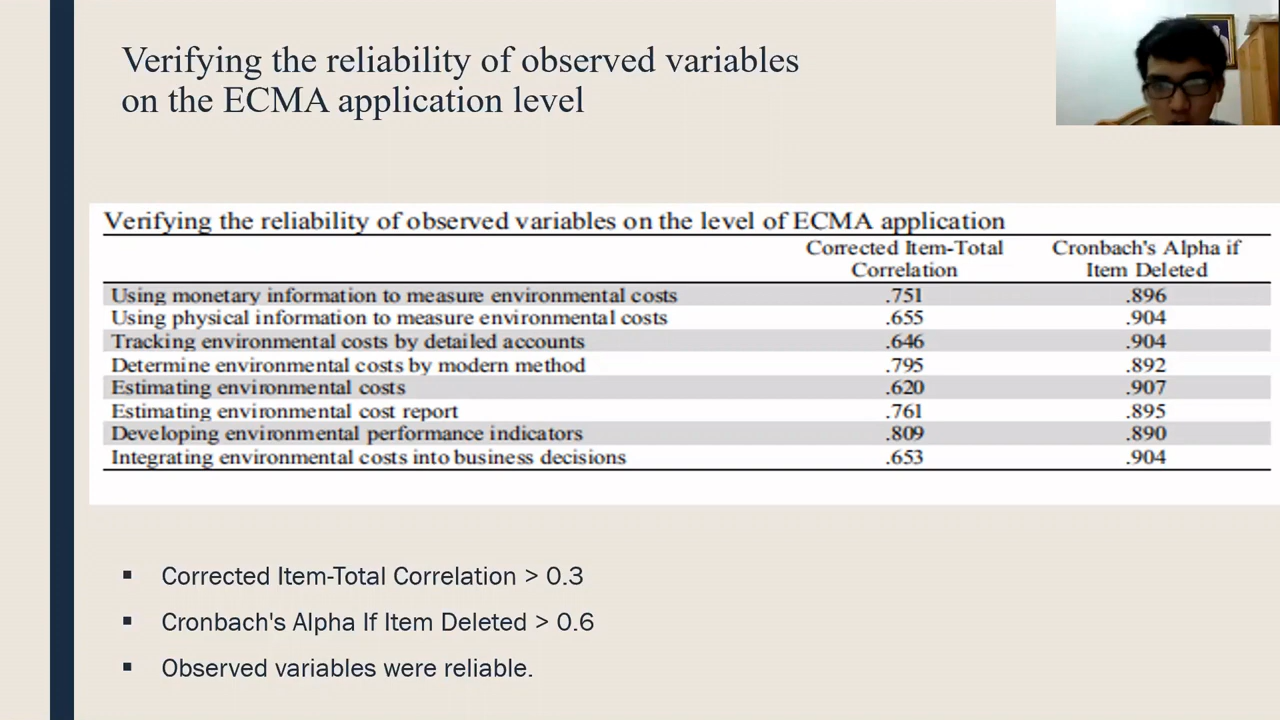 Verifying the reliability of observed variables
on the ECMA application level
Verifying the reliability of observed variables on the level of ECMA application
Corrected Item-Total Correlation
Cronbach's Alpha if Item Deleted
Using monetary information to measure environmental costs .751 .896
Using physical information to measure environmental costs .655 .904
Tracking environmental costs by detailed accounts .646 .904
Determine environmental costs by modern method .795 .892
Estimating environmental costs .620 .907
Estimating environmental cost report .761 .895
Developing environmental performance indicators .809 .890
Integrating environmental costs into business decisions .653 .904
▪ Corrected Item-Total Correlation > 0.3
▪ Cronbach's Alpha If Item Deleted > 0.6
▪ Observed variables were reliable.